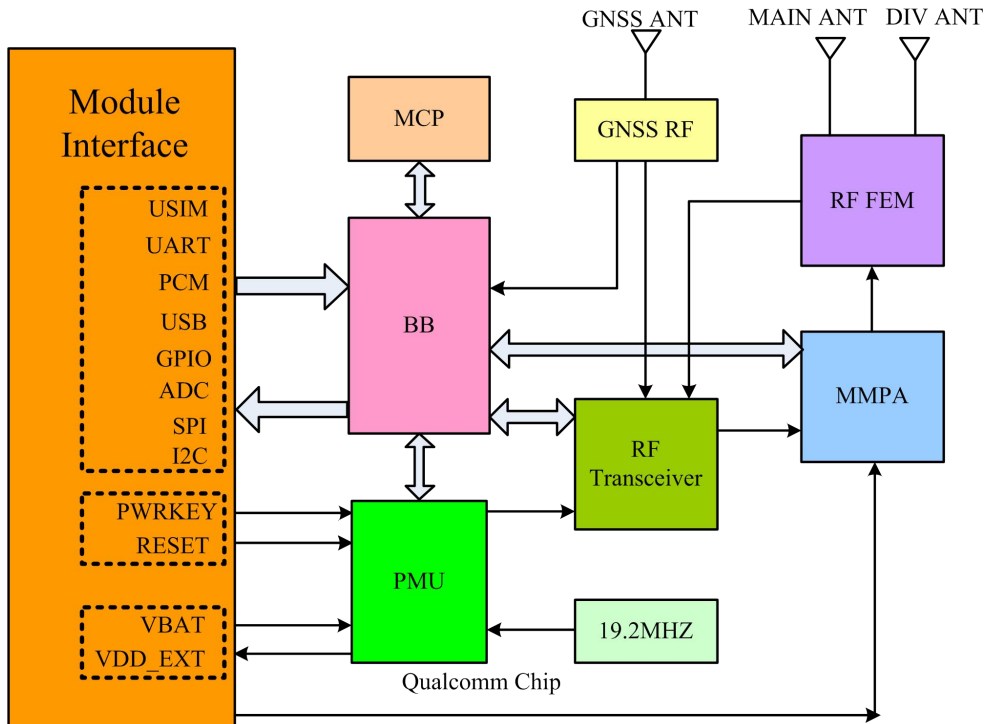 GNSS ANT
MAIN ANT
DIV ANT
Module
Interface
MCP
GNSS RF
RF FEM
USIM
UART
PCM
USB
GPIO
ADC
SPI
I2C
BB
MMPA
RF
Transceiver
PWRKEY
RESET
PMU
VBAT
VDD_EXT
19.2MHZ
Qualcomm Chip